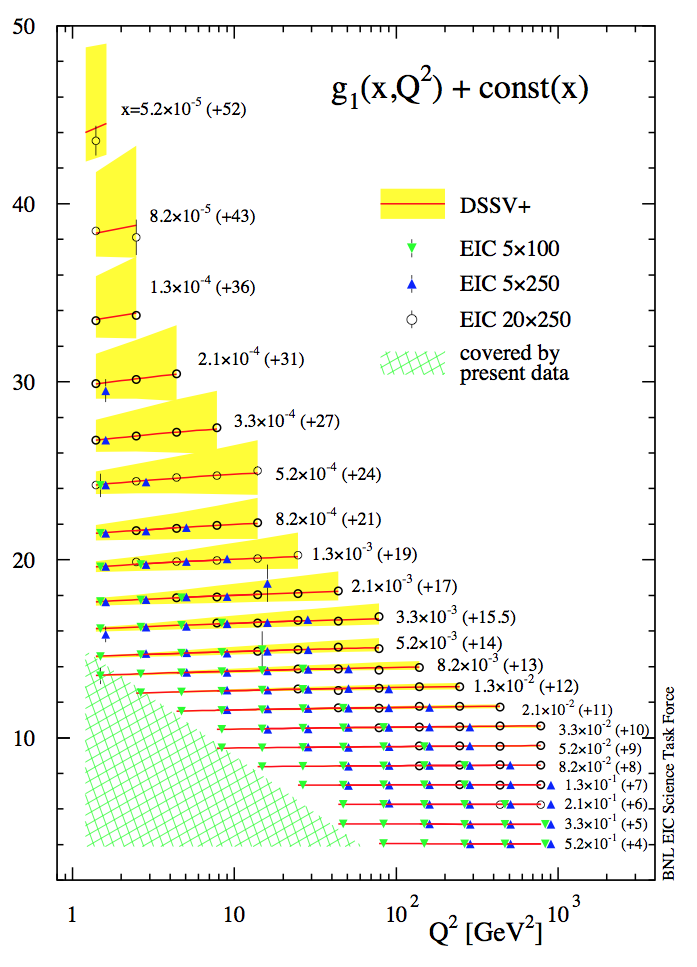 50
g₁(x,Q²) + const(x)
x=5.2×10⁻⁵ (+52)
40
8.2×10⁻⁵ (+43)
DSSV+
EIC 5×100
1.3×10⁻⁴ (+36)
EIC 5×250
EIC 20×250
2.1×10⁻⁴ (+31)
covered by
present data
30
3.3×10⁻⁴ (+27)
5.2×10⁻⁴ (+24)
8.2×10⁻⁴ (+21)
1.3×10⁻³ (+19)
20
2.1×10⁻³ (+17)
3.3×10⁻³ (+15.5)
5.2×10⁻³ (+14)
8.2×10⁻³ (+13)
1.3×10⁻² (+12)
2.1×10⁻² (+11)
3.3×10⁻² (+10)
10
5.2×10⁻² (+9)
8.2×10⁻² (+8)
1.3×10⁻¹ (+7)
2.1×10⁻¹ (+6)
3.3×10⁻¹ (+5)
5.2×10⁻¹ (+4)
BNL EIC Science Task Force
1 10 10² 10³
Q² [GeV²]